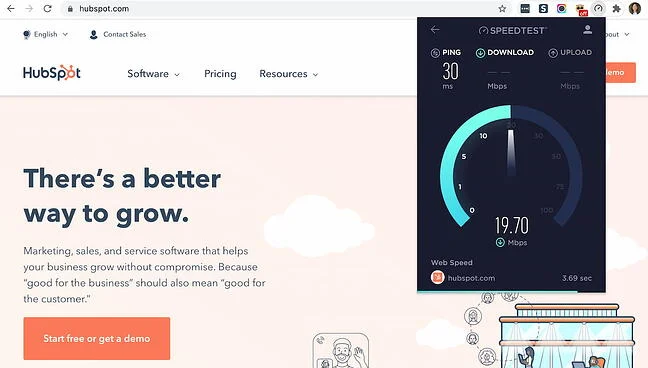 hubspot.com
English
Contact Sales
About
HubSpot
Software
Pricing
Resources
demo
There's a better
way to grow.
Marketing, sales, and service software that helps
your business grow without compromise. Because
"good for the business" should also mean "good for
the customer."
Start free or get a demo
SPEEDTEST
PING
DOWNLOAD
UPLOAD
30
ms
— —
Mbps
— —
Mbps
0
1
5
10
20
30
50
75
100
19.70
Mbps
Web Speed
hubspot.com
3.69 sec
off